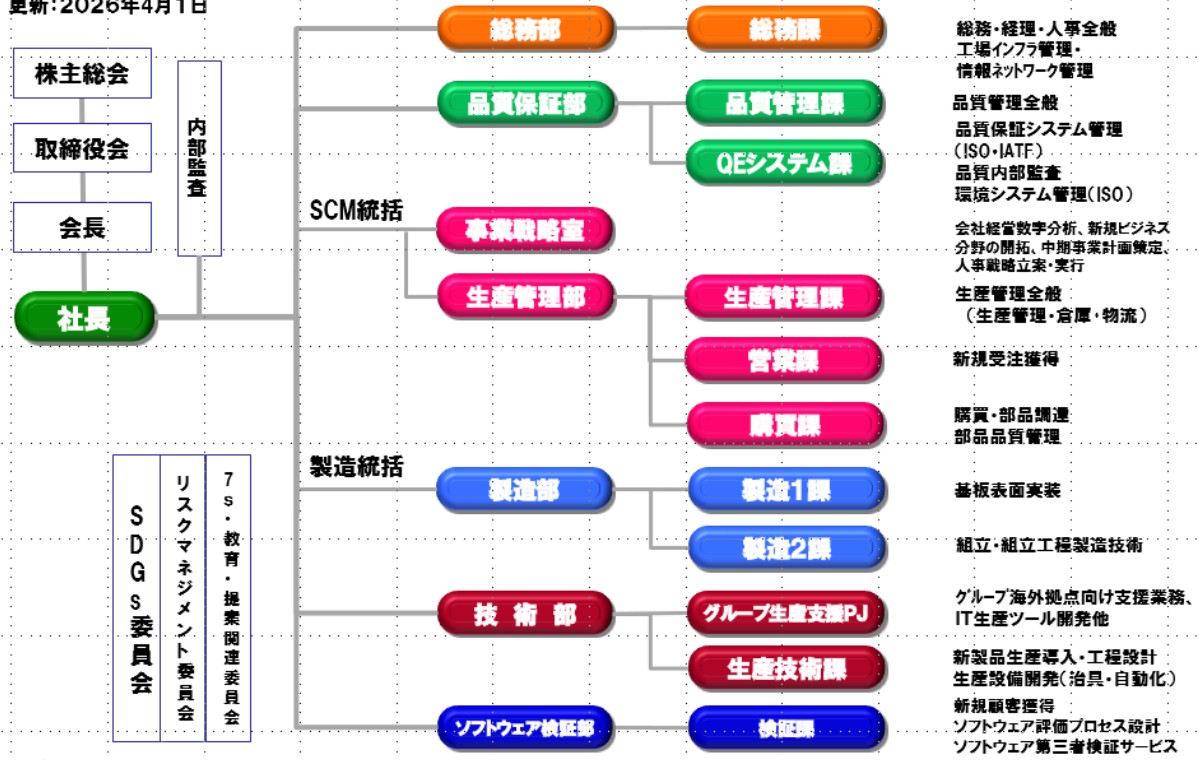 更新：2026年4月1日
株主総会
取締役会
会長
社長
内部監査
SDGs委員会
リスクマネジメント委員会
7s・教育・提案関連委員会
総務部
総務課
総務・経理・人事全般
工場インフラ管理・
情報ネットワーク管理
品質保証部
品質管理課
品質管理全般
QEシステム課
品質保証システム管理
（ISO・IATF）
品質内部監査
環境システム管理（ISO）
SCM統括
事業戦略室
会社経営数字分析、新規ビジネス
分野の開拓、中期事業計画策定、
人事戦略立案・実行
生産管理部
生産管理課
生産管理全般
（生産管理・倉庫・物流）
営業課
新規受注獲得
購買課
購買・部品調達
部品品質管理
製造統括
製造部
製造1課
基板表面実装
製造2課
組立・組立工程製造技術
技術部
グループ生産支援PJ
グループ海外拠点向け支援業務、
IT生産ツール開発他
生産技術課
新製品生産導入・工程設計
生産設備開発（治具・自動化）
ソフトウェア検証部
検証課
新規顧客獲得
ソフトウェア評価プロセス設計
ソフトウェア第三者検証サービス